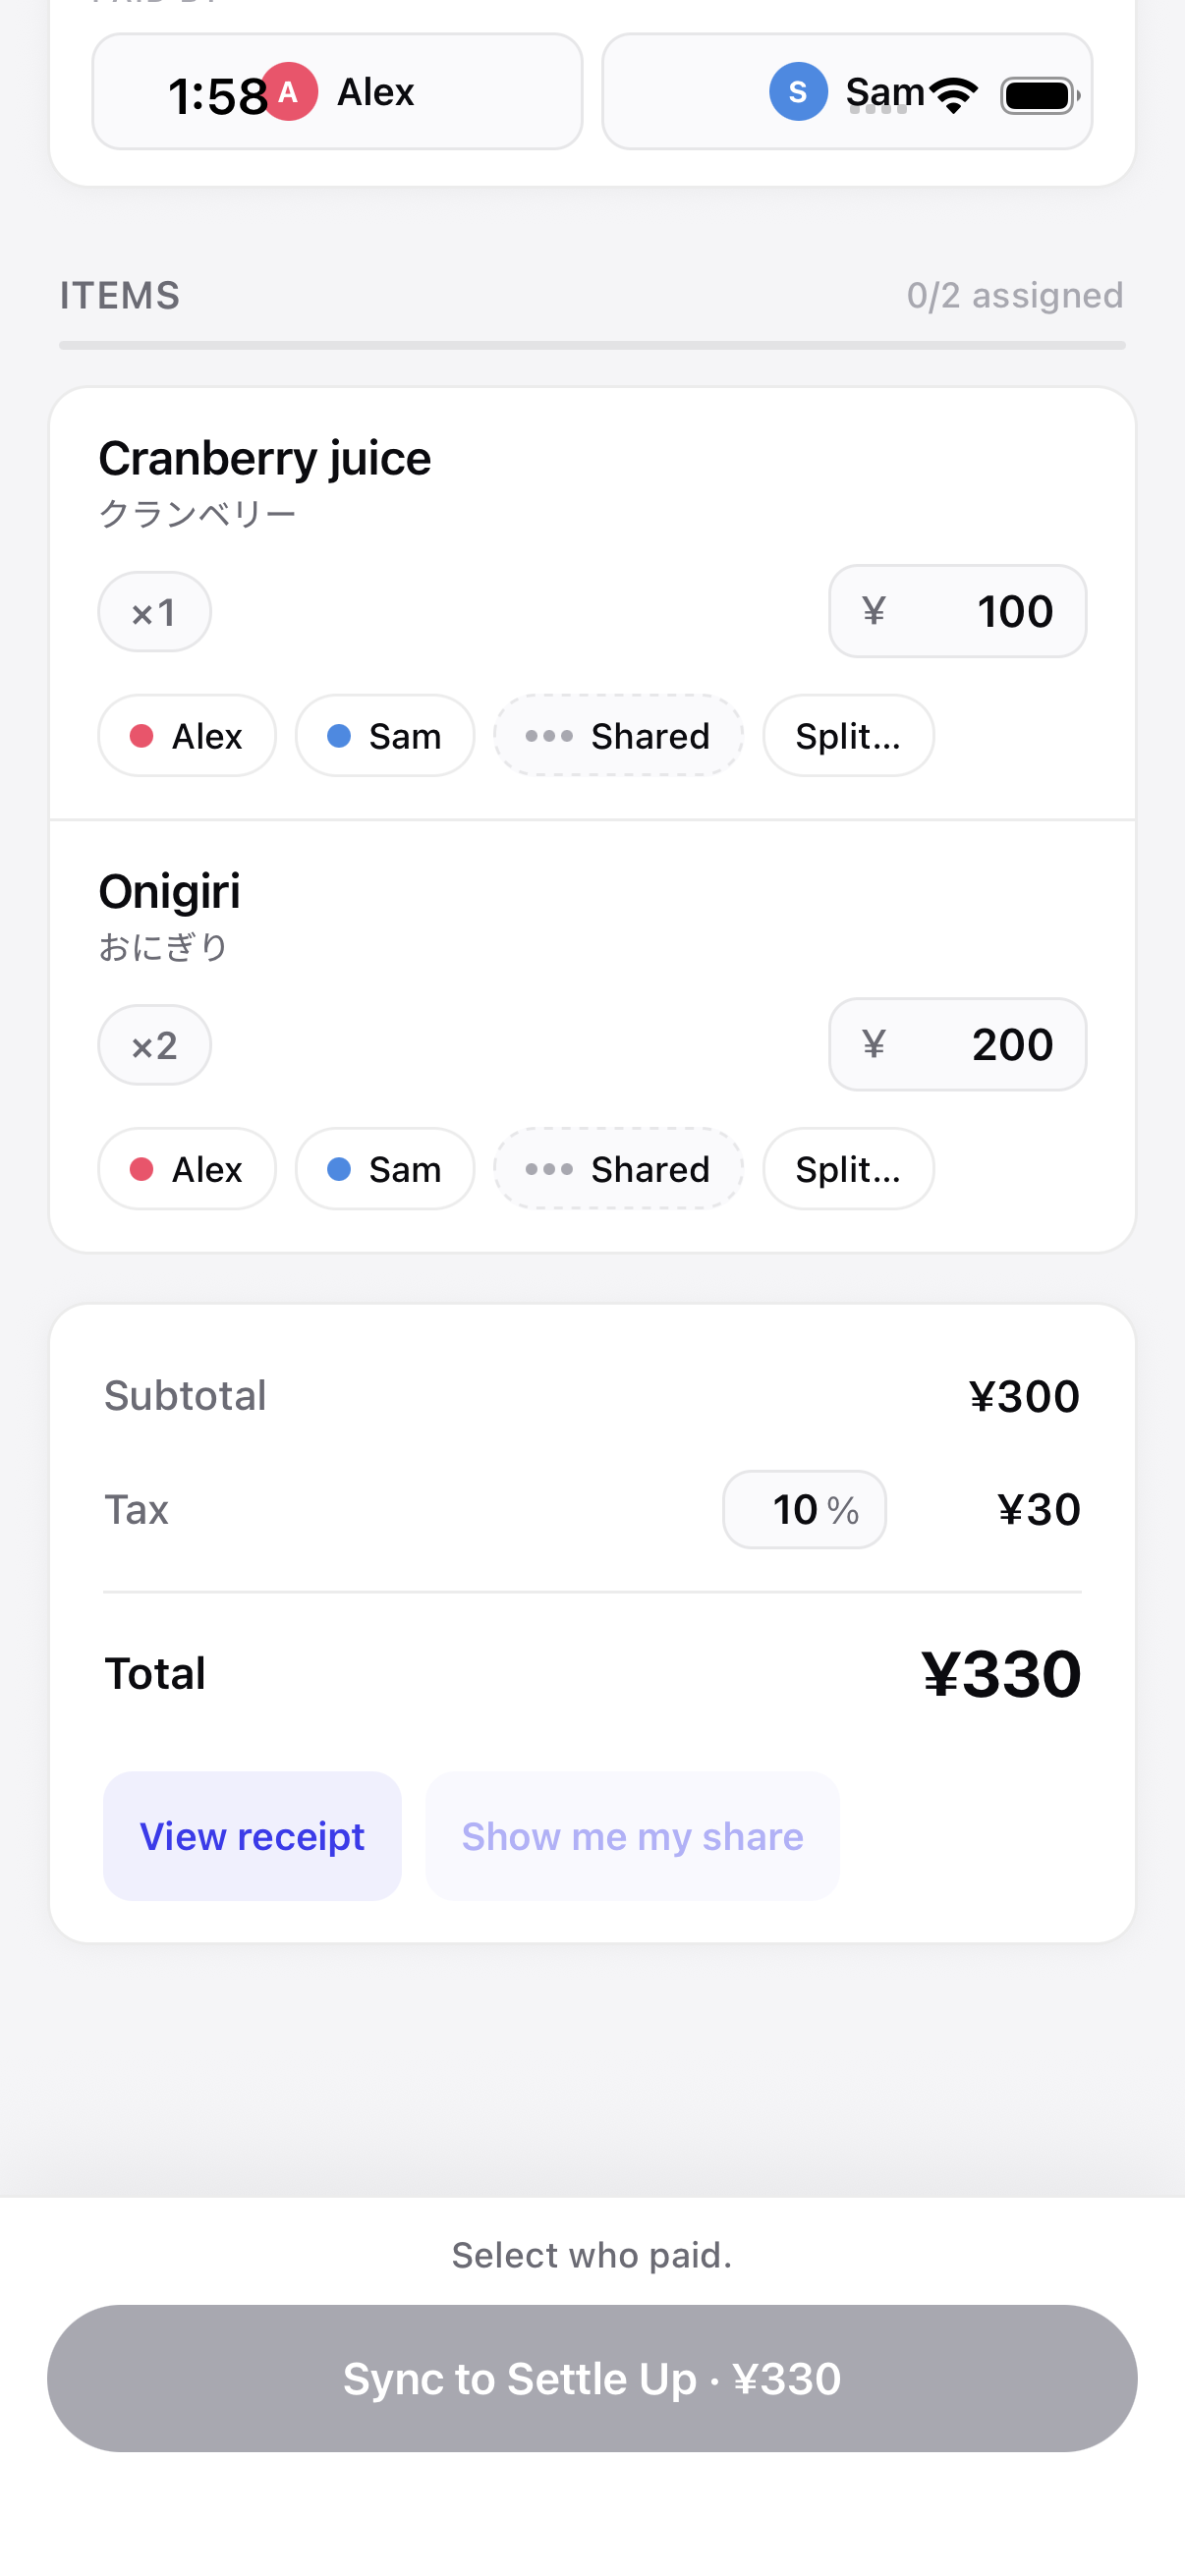 1:58 A Alex S Sam
ITEMS 0/2 assigned
Cranberry juice
クランベリー
×1 ¥ 100
Alex Sam Shared Split...
Onigiri
おにぎり
×2 ¥ 200
Alex Sam Shared Split...
Subtotal ¥300
Tax 10 % ¥30
Total ¥330
View receipt Show me my share
Select who paid.
Sync to Settle Up · ¥330